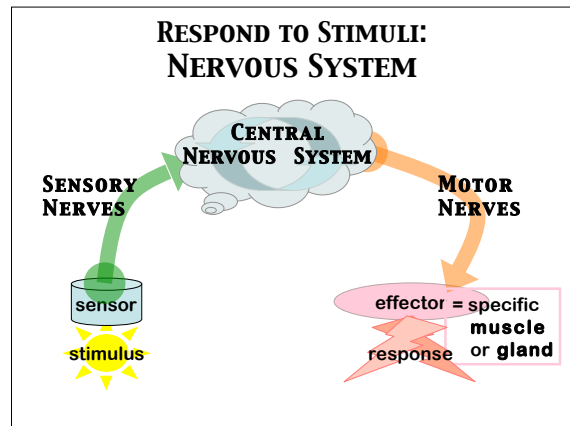 Respond to Stimuli:
Nervous System
Central
Nervous System
Sensory
Nerves
Motor
Nerves
sensor
stimulus
effector = specific
muscle
or gland
response